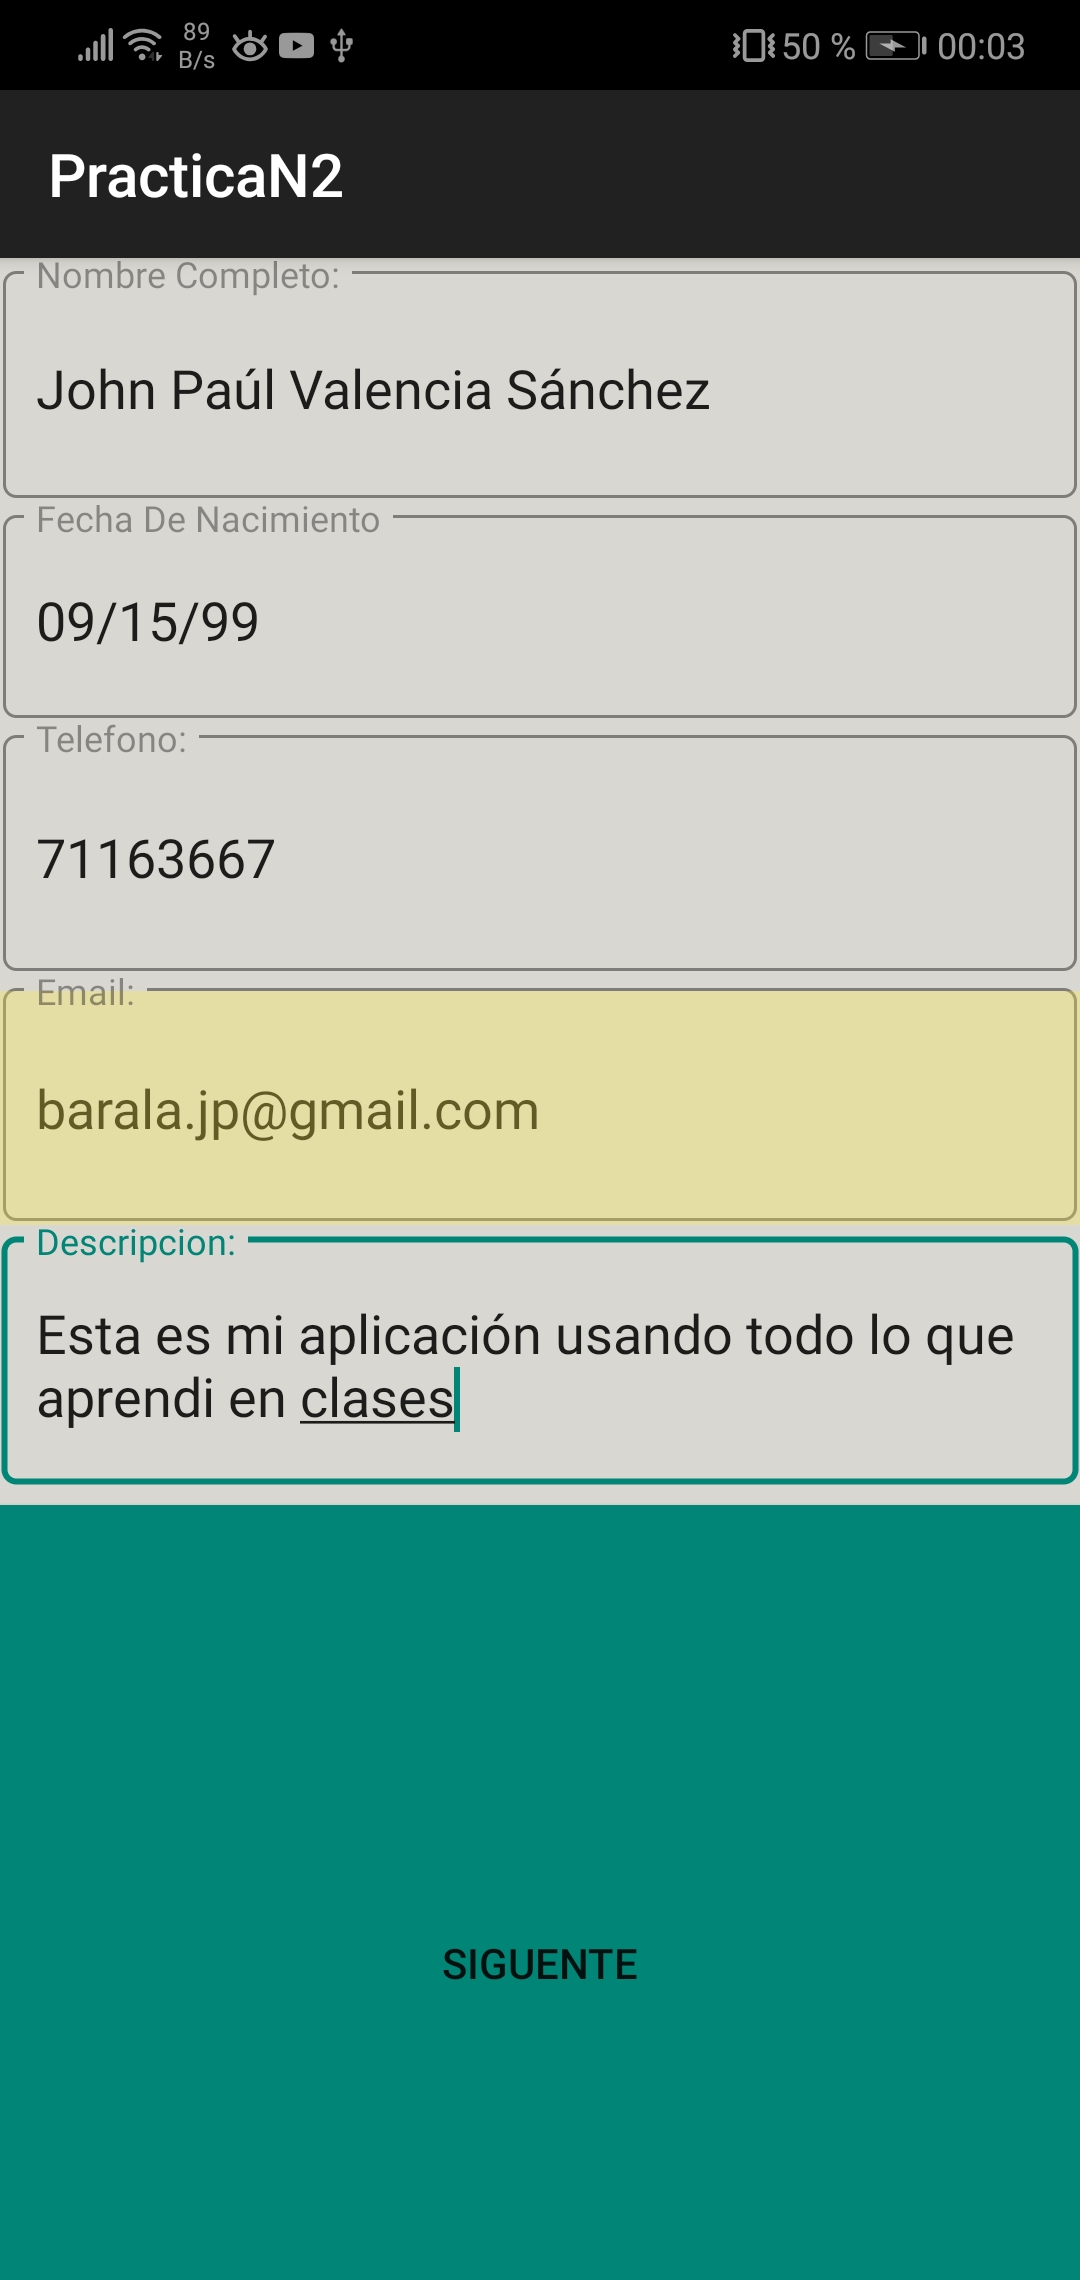 89
B/s
50 %
00:03
PracticaN2
Nombre Completo:
John Paúl Valencia Sánchez
Fecha De Nacimiento
09/15/99
Telefono:
71163667
Email:
barala.jp@gmail.com
Descripcion:
Esta es mi aplicación usando todo lo que
aprendi en clases
SIGUENTE